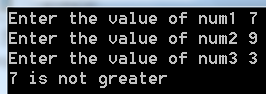 Enter the value of num1 7
Enter the value of num2 9
Enter the value of num3 3
7 is not greater